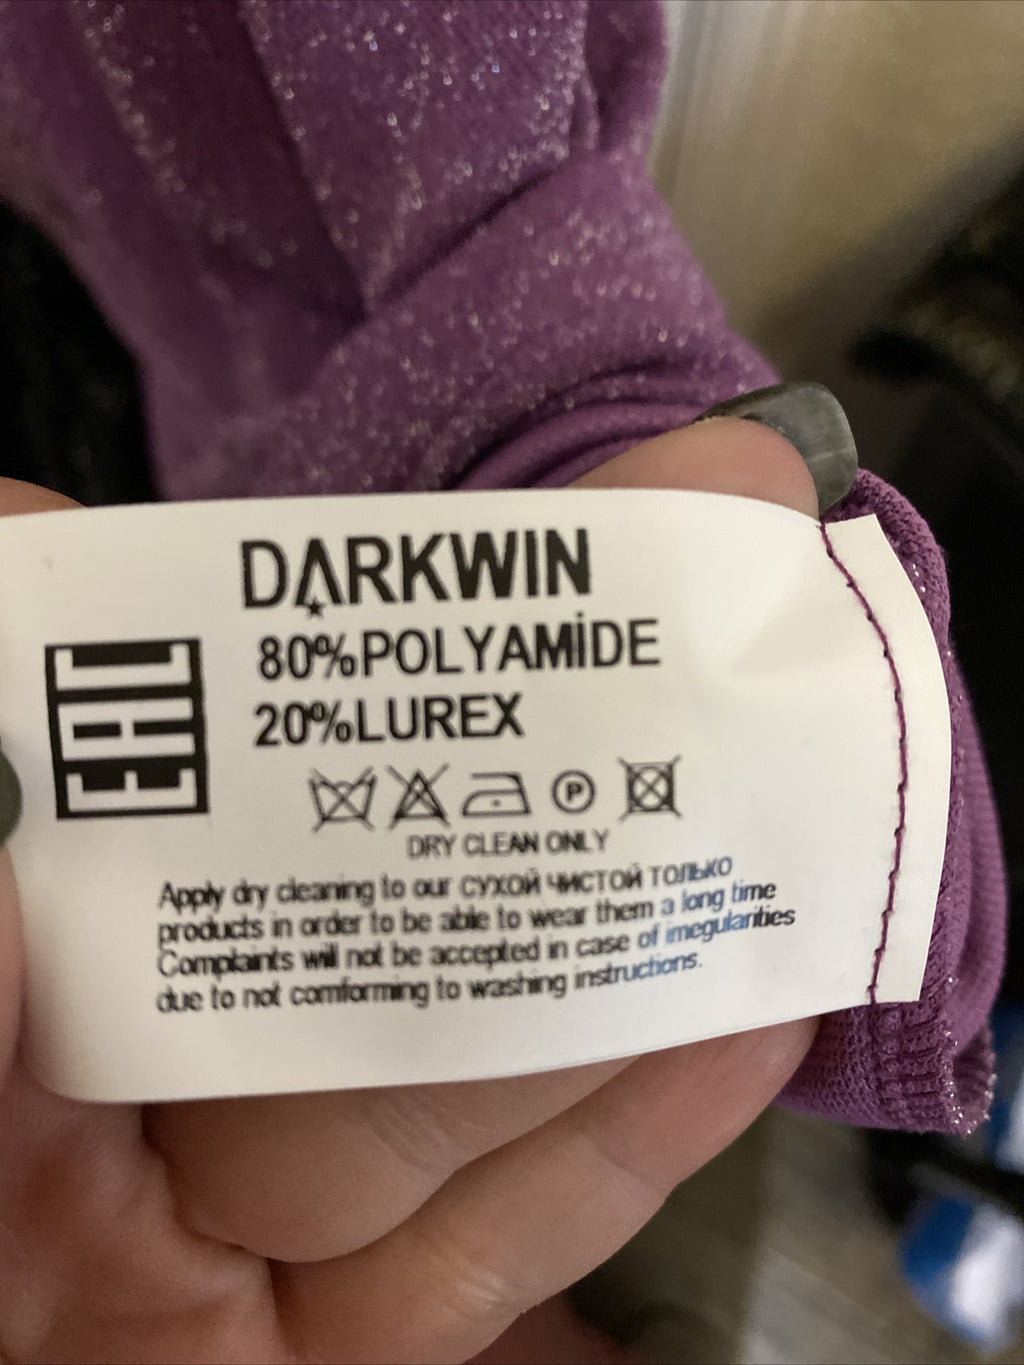 DARKWIN
EAC
80%POLYAMİDE
20%LUREX
P
DRY CLEAN ONLY
Apply dry cleaning to our СУХОЙ ЧИСТОЙ ТОЛЬКО
products in order to be able to wear them a long time
Complaints will not be accepted in case of irregularities
due to not comforming to washing instructions.